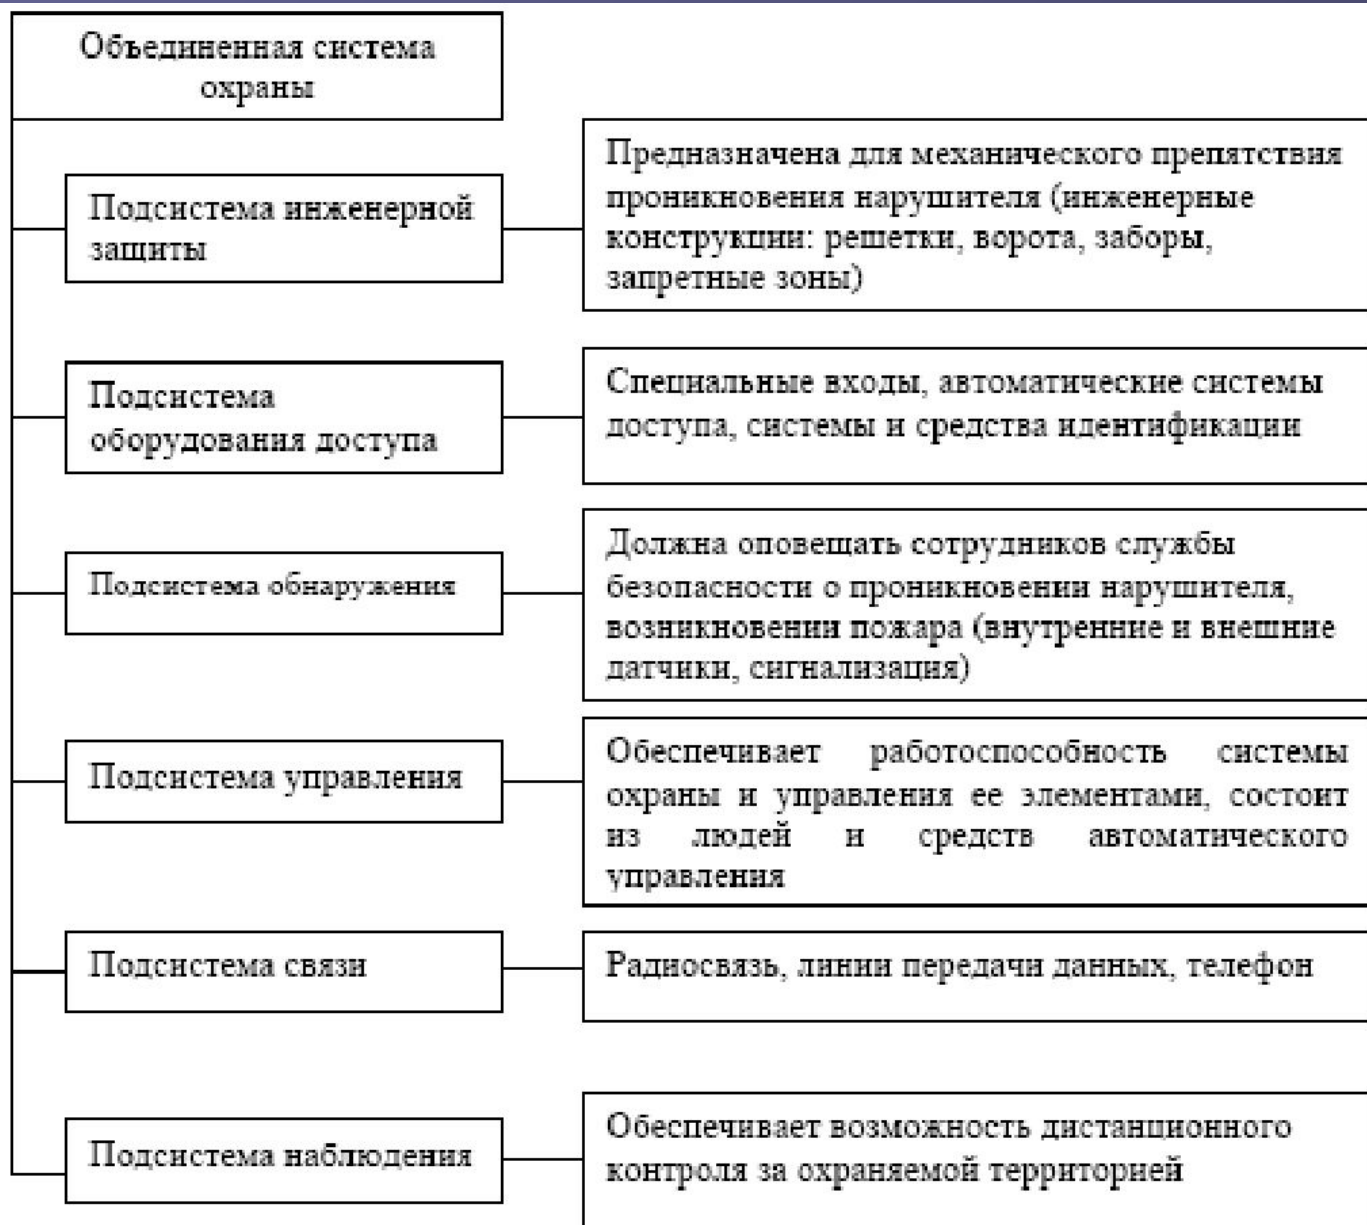 Объединенная система
охраны
Предназначена для механического препятствия
проникновения нарушителя (инженерные
конструкции: решетки, ворота, заборы,
запретные зоны)
Подсистема инженерной
защиты
Специальные входы, автоматические системы
доступа, системы и средства идентификации
Подсистема
оборудования доступа
Должна оповещать сотрудников службы
безопасности о проникновении нарушителя,
возникновении пожара (внутренние и внешние
датчики, сигнализация)
Подсистема обнаружения
Обеспечивает работоспособность системы
охраны и управления ее элементами, состоит
из людей и средств автоматического
управления
Подсистема управления
Подсистема связи
Радиосвязь, линии передачи данных, телефон
Подсистема наблюдения
Обеспечивает возможность дистанционного
контроля за охраняемой территорией